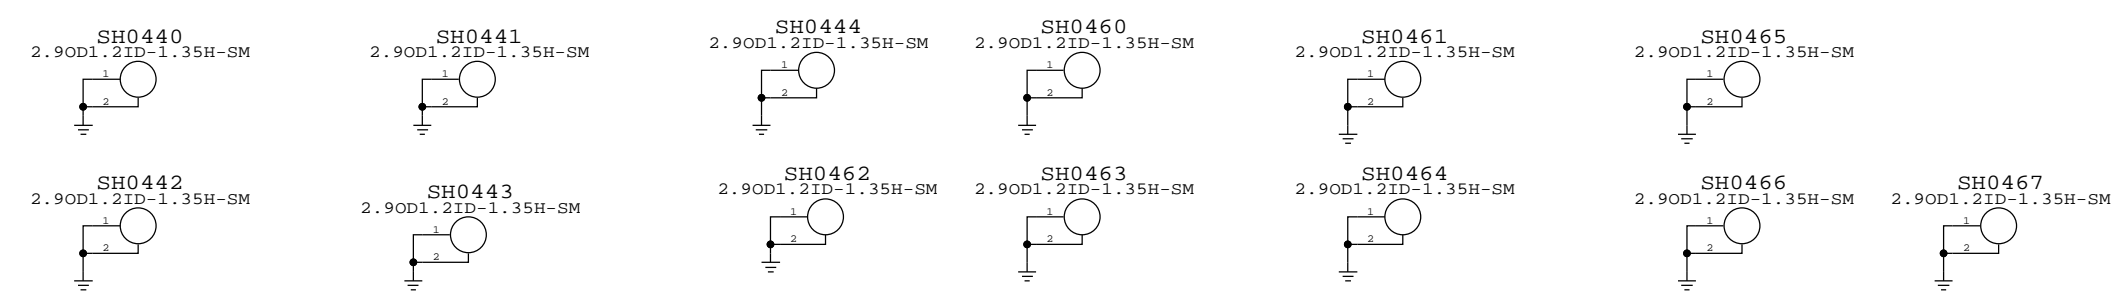 SH0440
2.9OD1.2ID-1.35H-SM
1
2
SH0441
2.9OD1.2ID-1.35H-SM
1
2
SH0444
2.9OD1.2ID-1.35H-SM
1
2
SH0460
2.9OD1.2ID-1.35H-SM
1
2
SH0461
2.9OD1.2ID-1.35H-SM
1
2
SH0465
2.9OD1.2ID-1.35H-SM
1
2
SH0442
2.9OD1.2ID-1.35H-SM
1
2
SH0443
2.9OD1.2ID-1.35H-SM
1
2
SH0462
2.9OD1.2ID-1.35H-SM
1
2
SH0463
2.9OD1.2ID-1.35H-SM
1
2
SH0464
2.9OD1.2ID-1.35H-SM
1
2
SH0466
2.9OD1.2ID-1.35H-SM
1
2
SH0467
2.9OD1.2ID-1.35H-SM
1
2